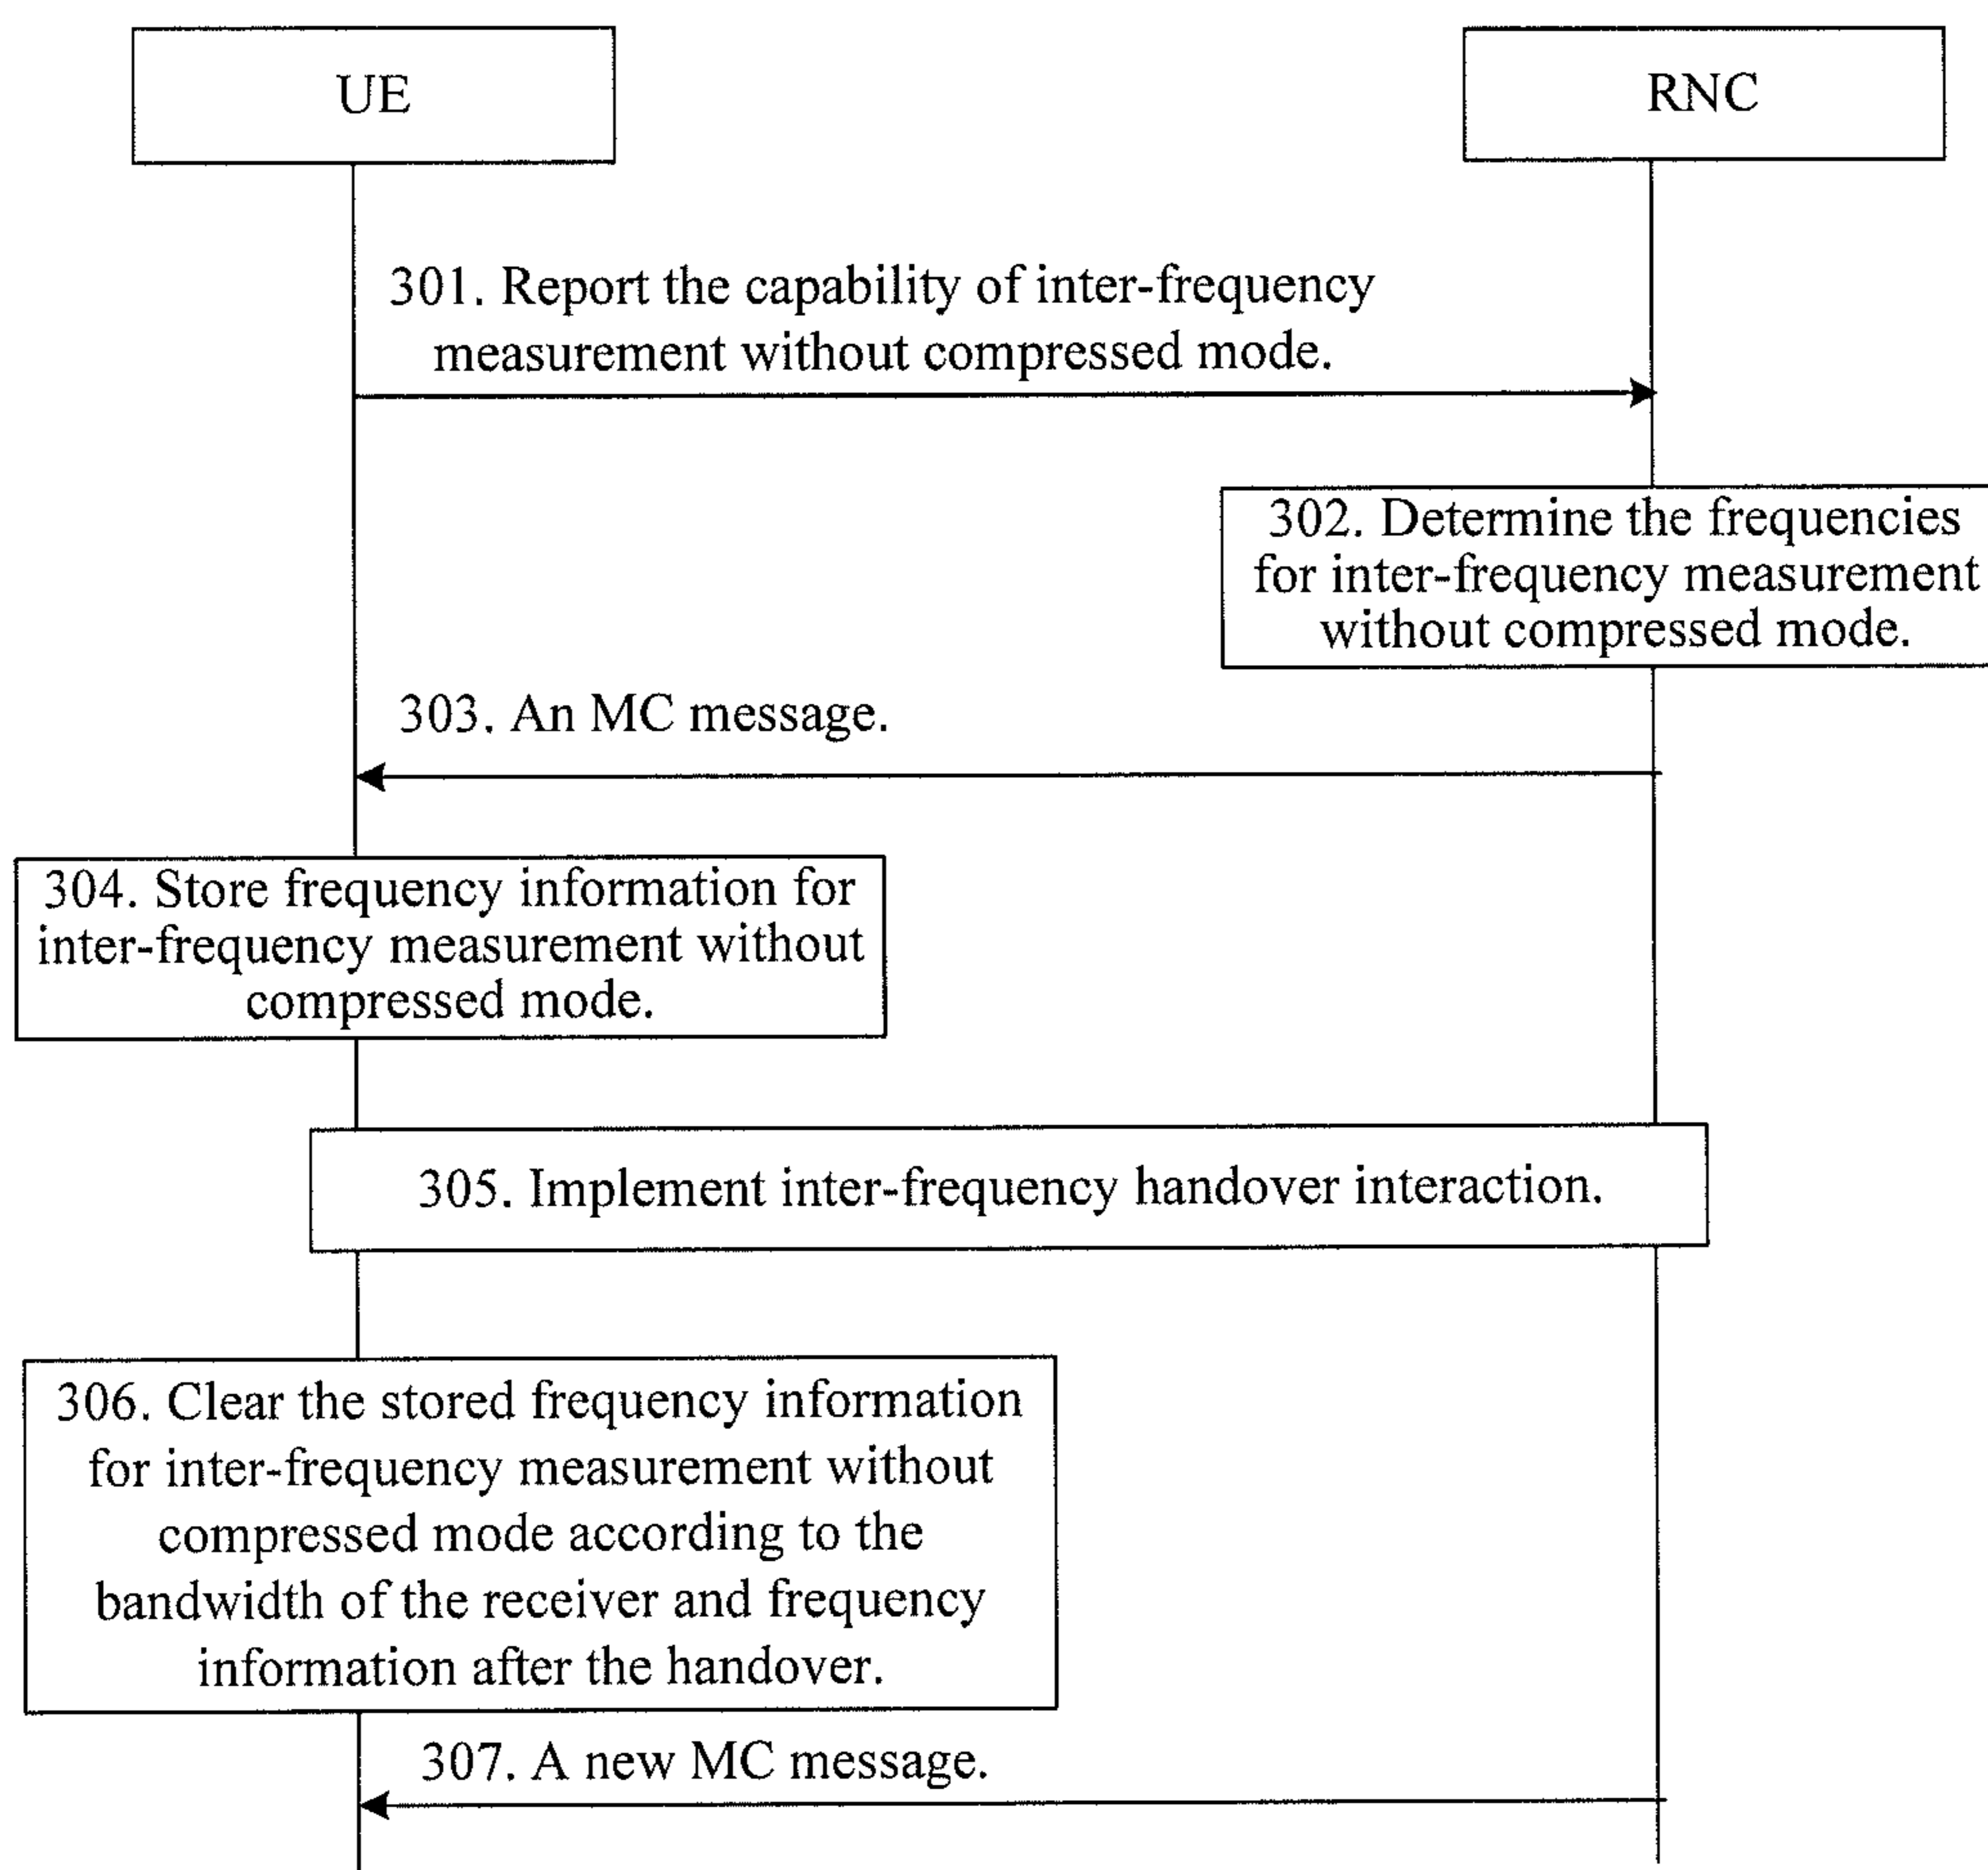 UE
RNC
301. Report the capability of inter-frequency
measurement without compressed mode.
302. Determine the frequencies
for inter-frequency measurement
without compressed mode.
303. An MC message.
304. Store frequency information for
inter-frequency measurement without
compressed mode.
305. Implement inter-frequency handover interaction.
306. Clear the stored frequency information
for inter-frequency measurement without
compressed mode according to the
bandwidth of the receiver and frequency
information after the handover.
307. A new MC message.